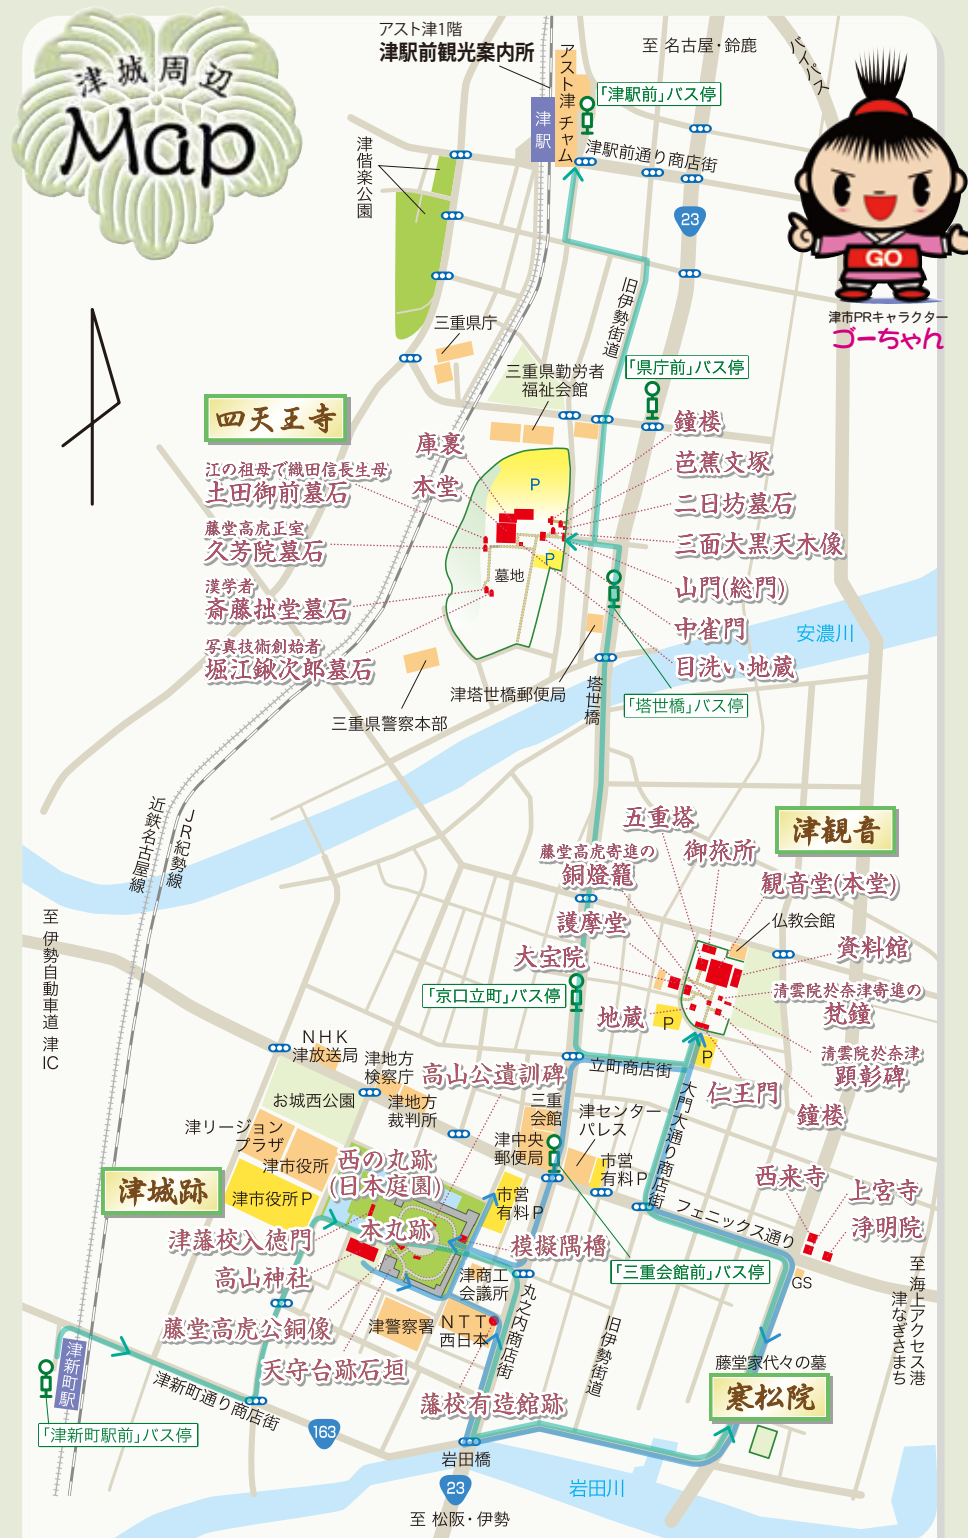 津城周辺
Map
アスト津1階
津駅前観光案内所
アスト津
チャム
津駅
「津駅前」バス停
至 名古屋・鈴鹿
バイパス
津駅前通り商店街
津偕楽公園
23
GO
津市PRキャラクター
ゴーちゃん
旧伊勢街道
三重県庁
三重県勤労者
福祉会館
「県庁前」バス停
四天王寺
江の祖母で織田信長生母
土田御前墓石
藤堂高虎正室
久芳院墓石
漢学者
斎藤拙堂墓石
写真技術創始者
堀江鍬次郎墓石
庫裏
本堂
P
P
墓地
鐘楼
芭蕉文塚
二日坊墓石
三面大黒天木像
山門(総門)
中雀門
目洗い地蔵
安濃川
津塔世橋郵便局
三重県警察本部
塔世橋
「塔世橋」バス停
近鉄名古屋線
JR紀勢線
至 伊勢自動車道 津IC
津観音
五重塔
御旅所
藤堂高虎寄進の
銅燈籠
観音堂(本堂)
護摩堂
仏教会館
大宝院
資料館
清雲院於奈津寄進の
梵鐘
「京口立町」バス停
地蔵
P
P
清雲院於奈津
顕彰碑
仁王門
鐘楼
立町商店街
大門大通り商店街
NHK
津放送局
津地方
検察庁
津地方
裁判所
高山公遺訓碑
お城西公園
三重
会館
津センター
パレス
津リージョン
プラザ
津市役所
津中央
郵便局
市営
有料P
津城跡
津市役所P
西の丸跡
(日本庭園)
市営
有料P
本丸跡
津藩校入徳門
模擬隅櫓
高山神社
「三重会館前」バス停
フェニックス通り
西来寺
上宮寺
浄明院
GS
至 海上アクセス港
津なぎさまち
津商工
会議所
丸之内商店街
藤堂高虎公銅像
津警察署
NTT
西日本
旧伊勢街道
天守台跡石垣
藩校有造館跡
藤堂家代々の墓
寒松院
津新町駅
津新町通り商店街
「津新町駅前」バス停
163
岩田橋
23
岩田川
至 松阪・伊勢